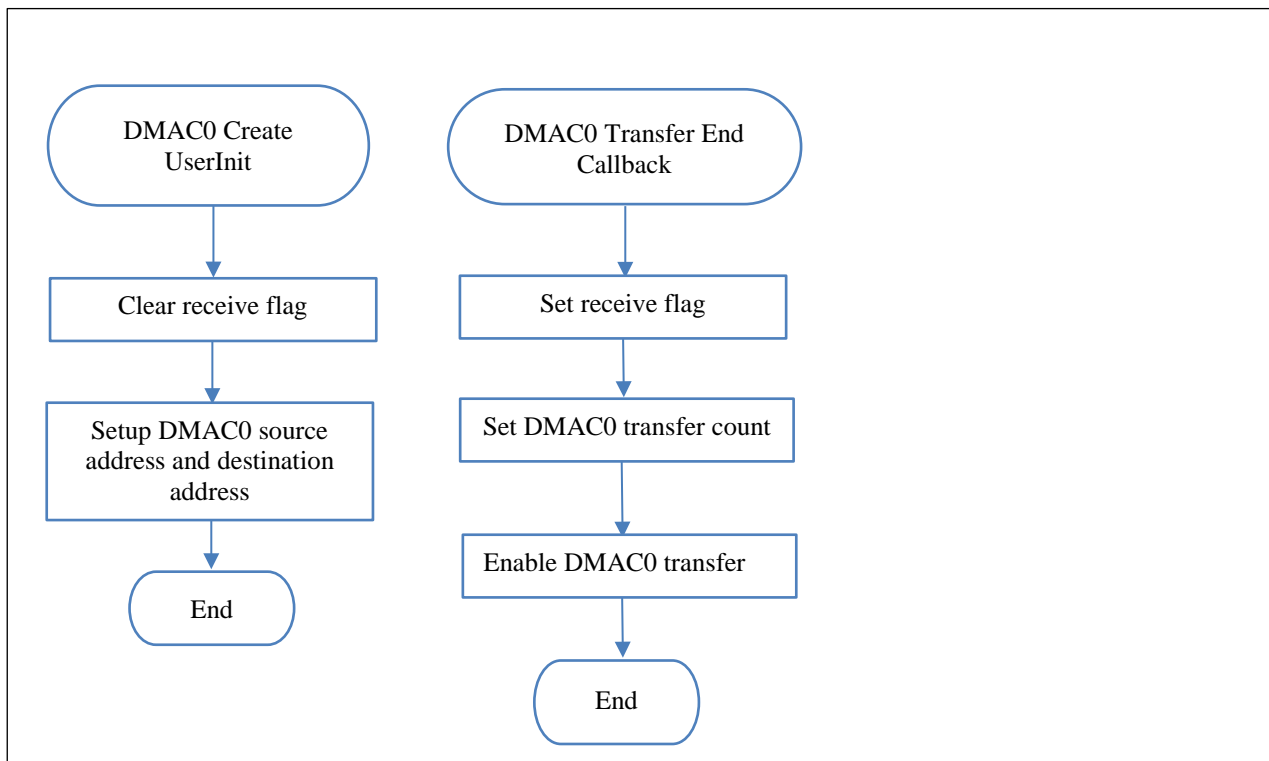 DMAC0 Create
UserInit
Clear receive flag
Setup DMAC0 source
address and destination
address
End
DMAC0 Transfer End
Callback
Set receive flag
Set DMAC0 transfer count
Enable DMAC0 transfer
End